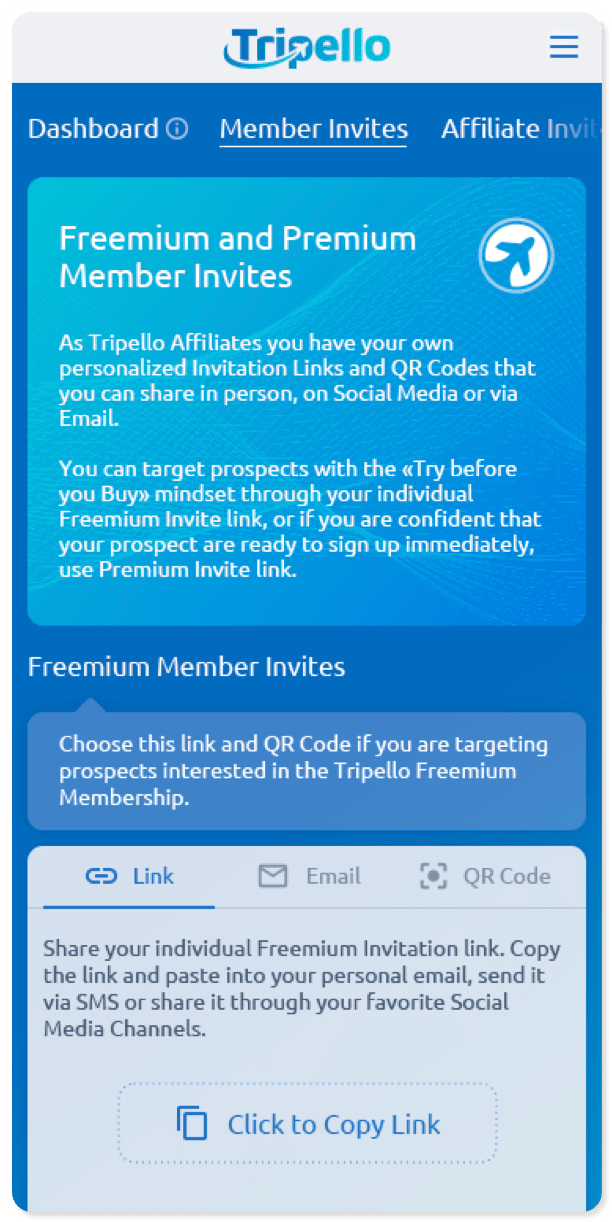 Tripello
Dashboard
Member Invites
Affiliate Invit
Freemium and Premium
Member Invites
As Tripello Affiliates you have your own
personalized Invitation Links and QR Codes that
you can share in person, on Social Media or via
Email.
You can target prospects with the «Try before
you Buy» mindset through your individual
Freemium Invite link, or if you are confident that
your prospect are ready to sign up immediately,
use Premium Invite link.
Freemium Member Invites
Choose this link and QR Code if you are targeting
prospects interested in the Tripello Freemium
Membership.
Link
Email
QR Code
Share your individual Freemium Invitation link. Copy
the link and paste into your personal email, send it
via SMS or share it through your favorite Social
Media Channels.
Click to Copy Link